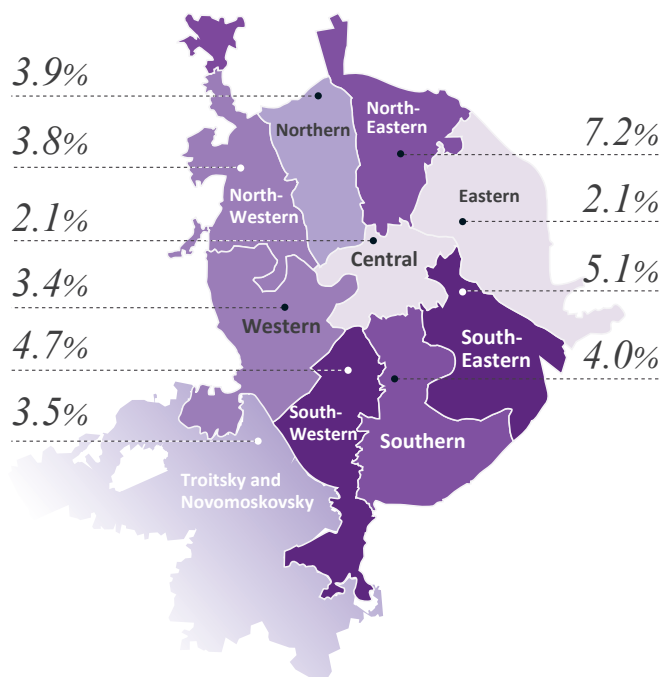 3.9%
3.8%
2.1%
3.4%
4.7%
3.5%
7.2%
2.1%
5.1%
4.0%
Northern
North-
Eastern
North-
Western
Eastern
Central
Western
South-
Eastern
South-
Western
Southern
Troitsky and
Novomoskovsky